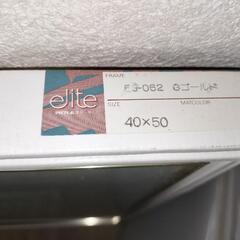 FRAME
elite
FJ-062 Gゴールド
SIZE
MATCOLOR
40×50